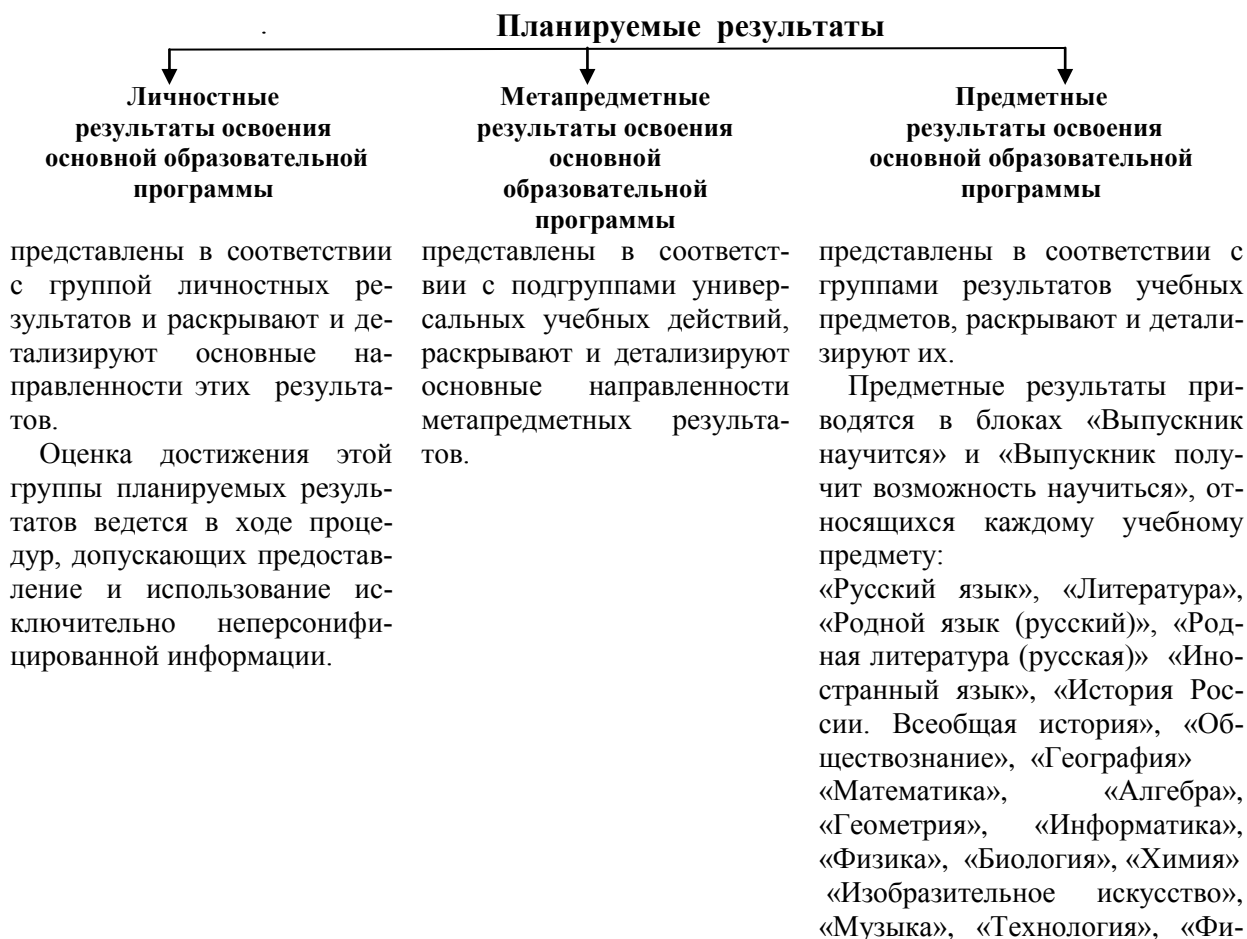 Планируемые результаты
Личностные
результаты освоения
основной образовательной
программы
представлены в соответствии
с группой личностных ре-
зультатов и раскрывают и де-
тализируют основные на-
правленности этих результа-
тов.
Оценка достижения этой
группы планируемых резуль-
татов ведется в ходе проце-
дур, допускающих предостав-
ление и использование ис-
ключительно неперсонифи-
цированной информации.
Метапредметные
результаты освоения
основной
образовательной
программы
представлены в соответст-
вии с подгруппами универ-
сальных учебных действий,
раскрывают и детализируют
основные направленности
метапредметных результа-
тов.
Предметные
результаты освоения
основной образовательной
программы
представлены в соответствии с
группами результатов учебных
предметов, раскрывают и детали-
зируют их.
Предметные результаты при-
водятся в блоках «Выпускник
научится» и «Выпускник полу-
чит возможность научиться», от-
носящихся каждому учебному
предмету:
«Русский язык», «Литература»,
«Родной язык (русский)», «Род-
ная литература (русская)» «Ино-
странный язык», «История Рос-
сии. Всеобщая история», «Об-
ществознание», «География»
«Математика», «Алгебра»,
«Геометрия», «Информатика»,
«Физика», «Биология», «Химия»
«Изобразительное искусство»,
«Музыка», «Технология», «Фи-